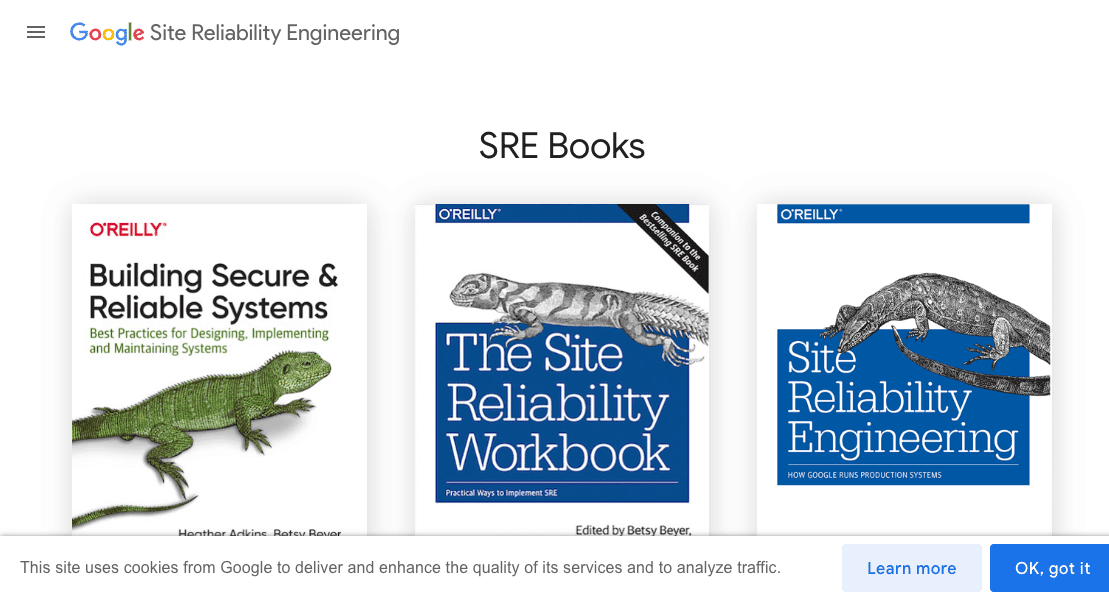 Google Site Reliability Engineering
SRE Books
O'REILLY®
Building Secure &
Reliable Systems
Best Practices for Designing, Implementing
and Maintaining Systems
Heather Adkins, Betsy Beyer
O'REILLY®
Companion to the
Bestselling SRE Book
The Site
Reliability
Workbook
Practical Ways to Implement SRE
Edited by Betsy Beyer,
O'REILLY®
Site
Reliability
Engineering
HOW GOOGLE RUNS PRODUCTION SYSTEMS
This site uses cookies from Google to deliver and enhance the quality of its services and to analyze traffic.
Learn more
OK, got it